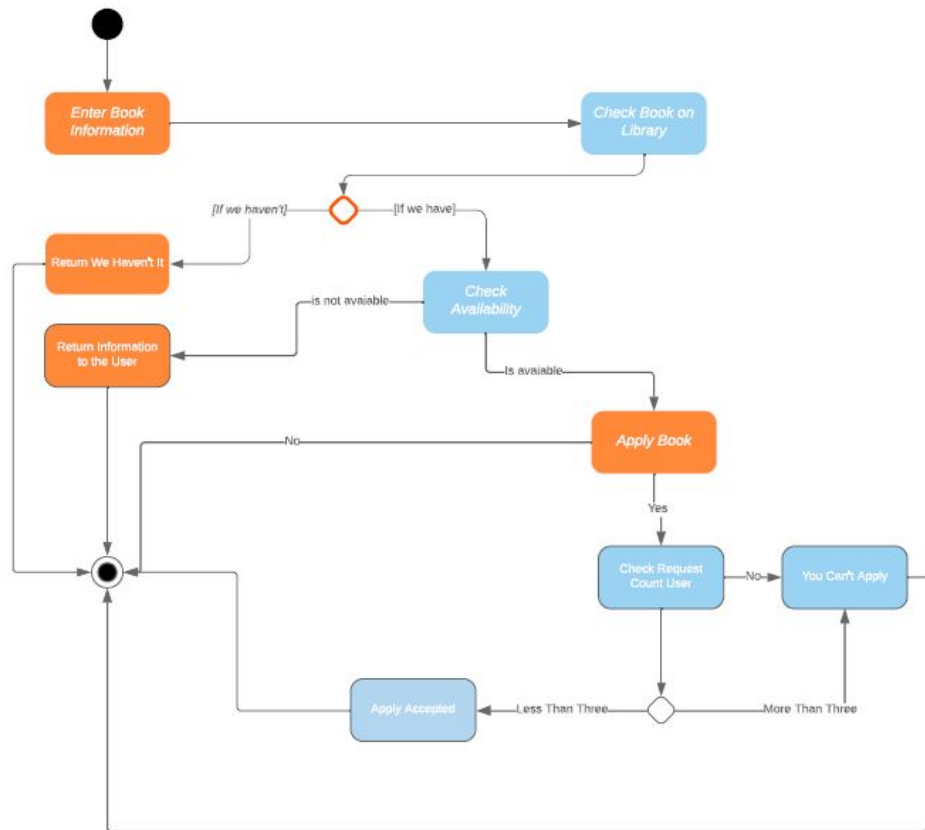 Enter Book
Information
Check Book on
Library
[If we haven't]
[If we have]
Return We Haven't It
Check
Availability
is not avaiable
Return Information
to the User
Is avaiable
Apply Book
No
Yes
Check Request
Count User
No
You Can't Apply
Apply Accepted
Less Than Three
More Than Three